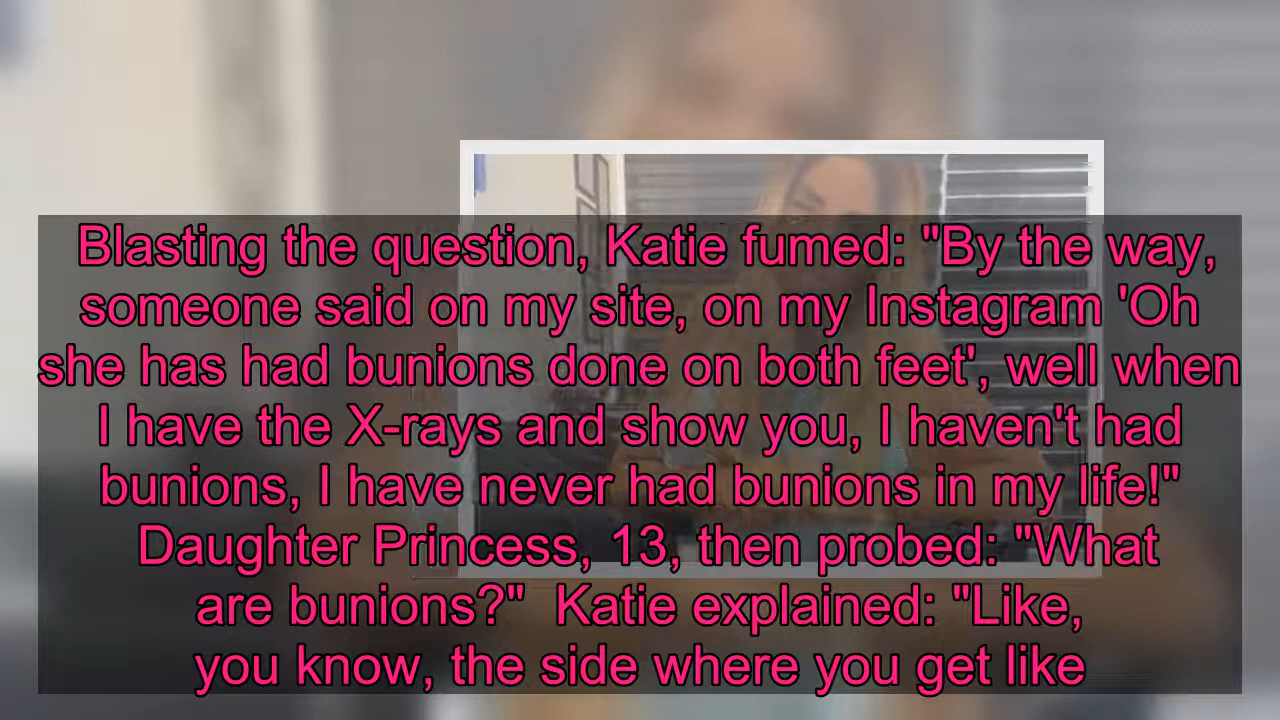 Blasting the question, Katie fumed: "By the way,
someone said on my site, on my Instagram 'Oh
she has had bunions done on both feet', well when
I have the X-rays and show you, I haven't had
bunions, I have never had bunions in my life!"
Daughter Princess, 13, then probed: "What
are bunions?"  Katie explained: "Like,
you know, the side where you get like